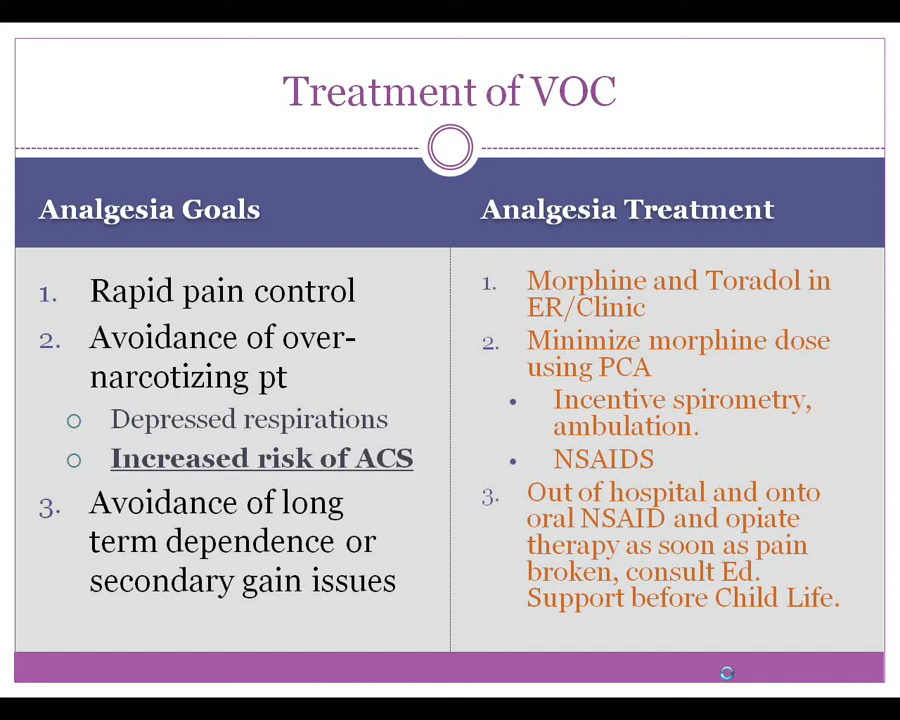 Treatment of VOC
Analgesia Goals
1. Rapid pain control
2. Avoidance of over-
narcotizing pt
Depressed respirations
Increased risk of ACS
3. Avoidance of long
term dependence or
secondary gain issues
Analgesia Treatment
1. Morphine and Toradol in
ER/Clinic
2. Minimize morphine dose
using PCA
• Incentive spirometry,
ambulation.
• NSAIDS
3. Out of hospital and onto
oral NSAID and opiate
therapy as soon as pain
broken, consult Ed.
Support before Child Life.